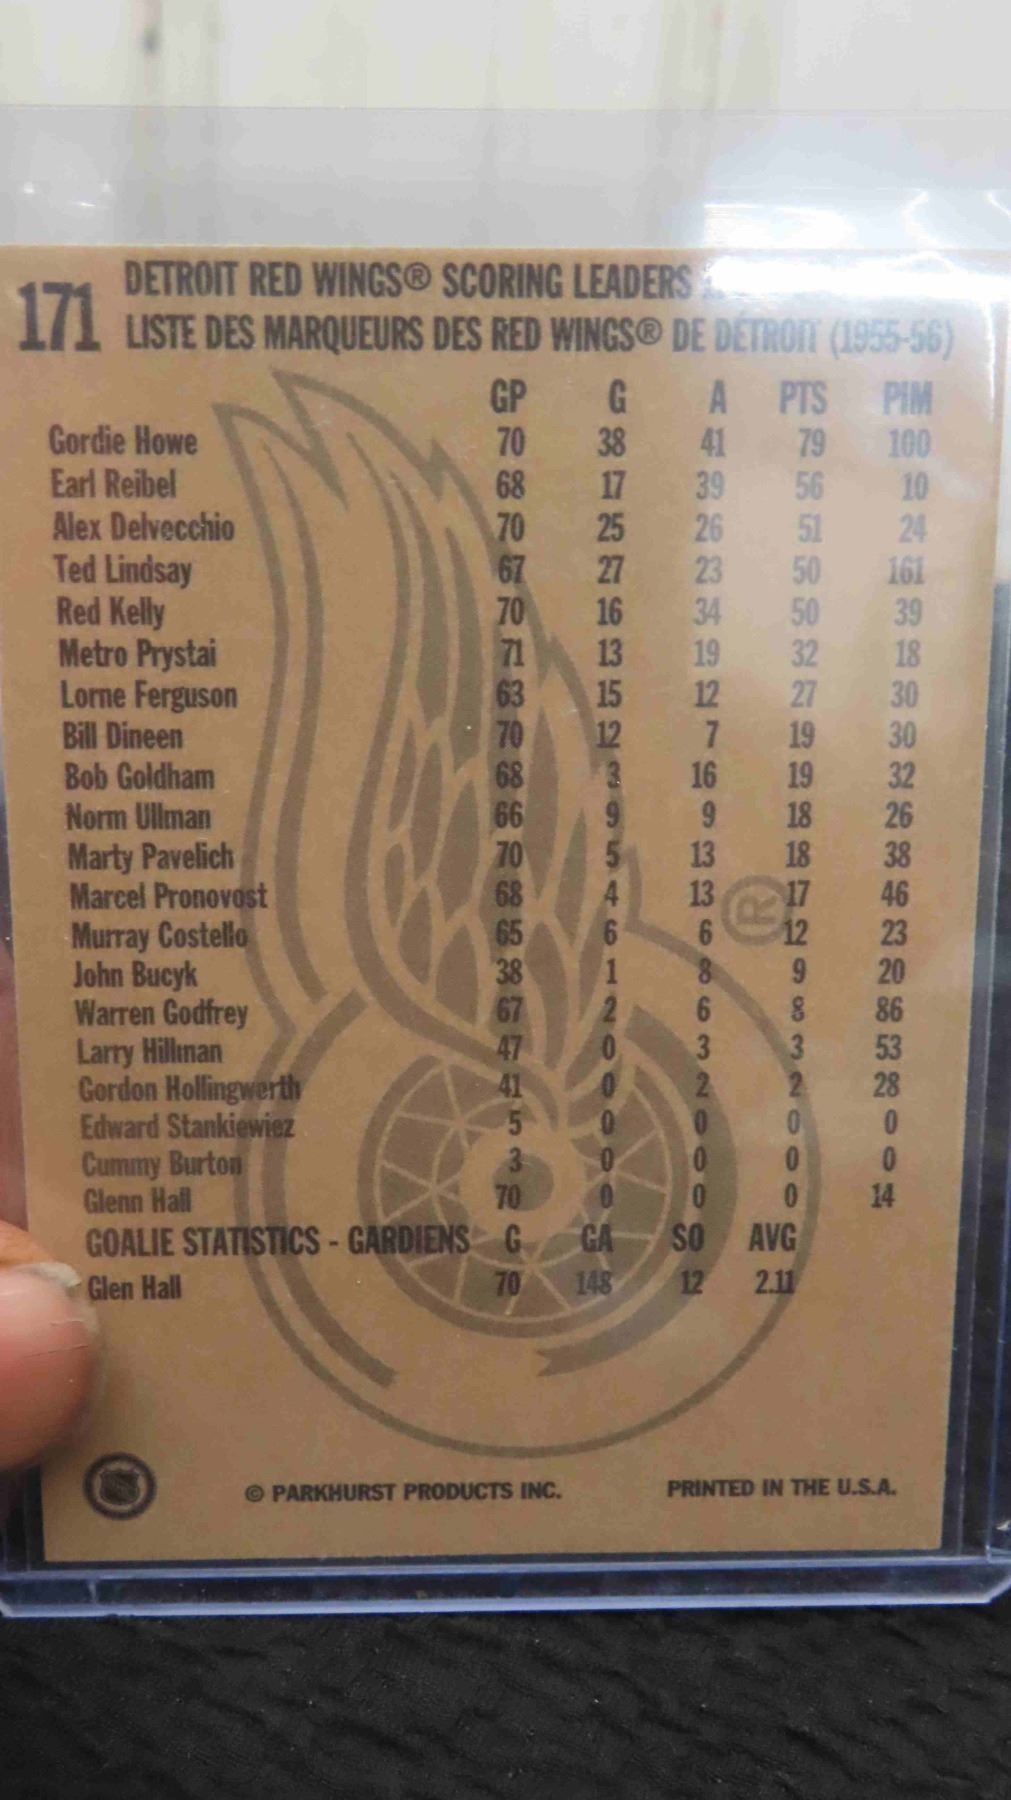 171
DETROIT RED WINGS® SCORING LEADERS
LISTE DES MARQUEURS DES RED WINGS® DE DÉTROIT (1955-56)
GP G A PTS PIM
Gordie Howe 70 38 41 79 100
Earl Reibel 68 17 39 56 10
Alex Delvecchio 70 25 26 51 24
Ted Lindsay 67 27 23 50 161
Red Kelly 70 16 34 50 39
Metro Prystai 71 13 19 32 18
Lorne Ferguson 63 15 12 27 30
Bill Dineen 70 12 7 19 30
Bob Goldham 68 3 16 19 32
Norm Ullman 66 9 9 18 26
Marty Pavelich 70 5 13 18 38
Marcel Pronovost 68 4 13 17 46
Murray Costello 65 6 6 12 23
John Bucyk 38 1 8 9 20
Warren Godfrey 67 2 6 8 86
Larry Hillman 47 0 3 3 53
Gordon Hollingwerth 41 0 2 2 28
Edward Stankiewiez 5 0 0 0 0
Cummy Burton 3 0 0 0 0
Glenn Hall 70 0 0 0 14
GOALIE STATISTICS - GARDIENS G GA SO AVG
Glen Hall 70 148 12 2.11
®
© PARKHURST PRODUCTS INC. PRINTED IN THE U.S.A.